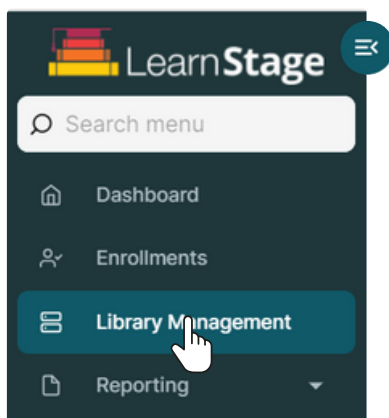 LearnStage
Search menu
Dashboard
Enrollments
Library Management
Reporting